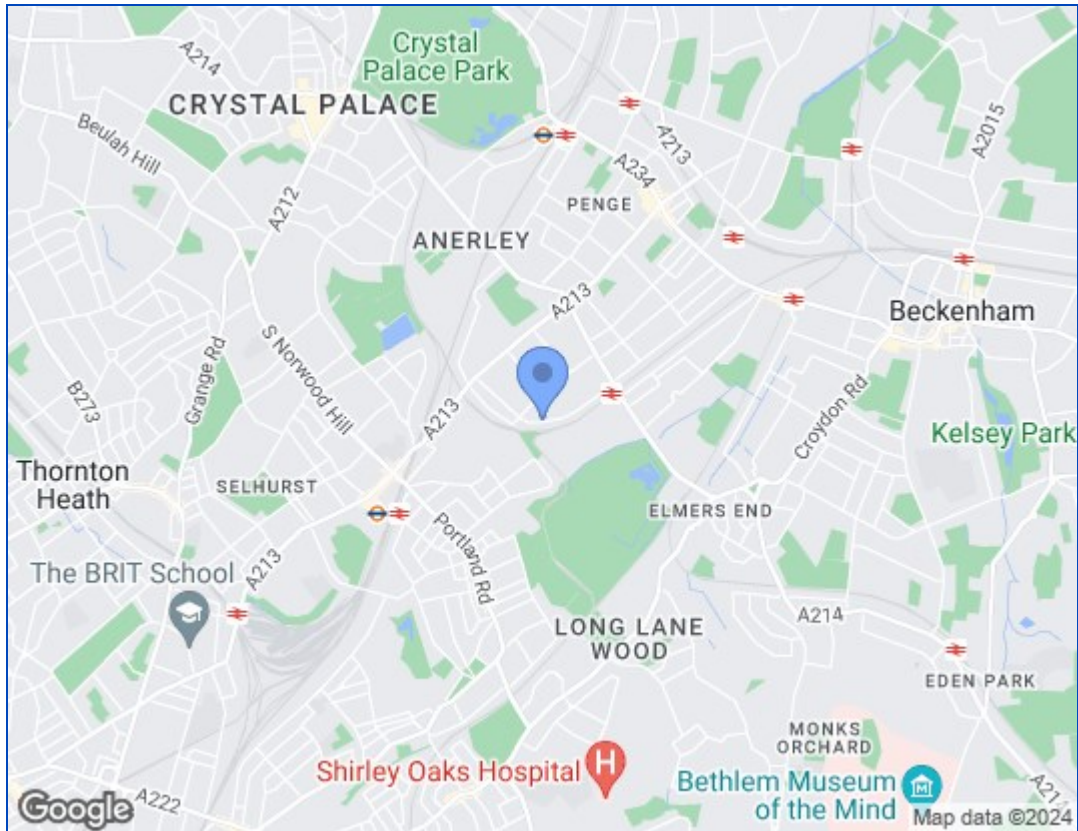 Crystal
Palace Park
A214
CRYSTAL PALACE
Beulah Hill
A212
A213
A234
A2015
PENGE
ANERLEY
A213
Beckenham
S Norwood Hill
Grange Rd
B273
A213
Croydon Rd
Kelsey Park
Thornton
Heath
SELHURST
ELMERS END
Portland Rd
A213
The BRIT School
A214
LONG LANE
WOOD
EDEN PARK
MONKS
ORCHARD
Shirley Oaks Hospital
H
Bethlem Museum
of the Mind
M
A214
A222
Google
Map data ©2024